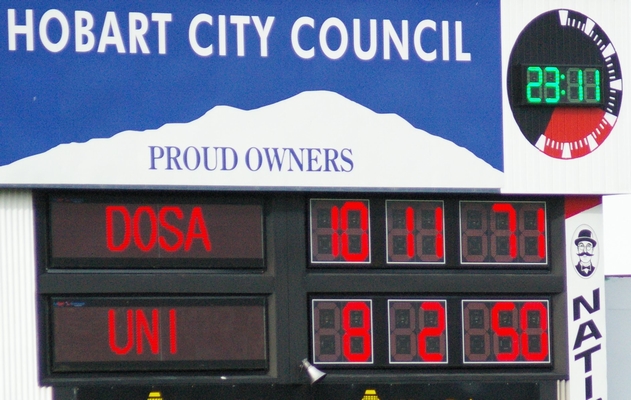 HOBART CITY COUNCIL
23:11
PROUD OWNERS
DOSA 10 11 71
UNI 8 2 50
NATI